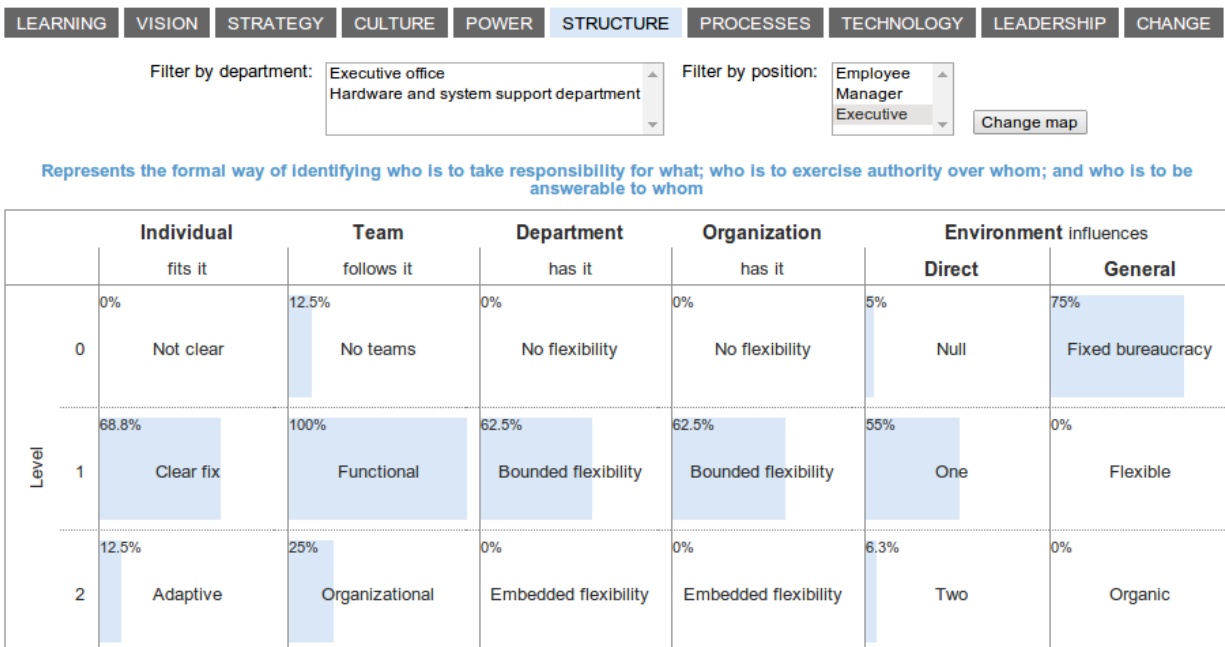 LEARNING VISION STRATEGY CULTURE POWER STRUCTURE PROCESSES TECHNOLOGY LEADERSHIP CHANGE
Filter by department: Executive office Filter by position: Employee
Hardware and system support department Manager
Executive Change map
Represents the formal way of identifying who is to take responsibility for what; who is to exercise authority over whom; and who is to be
answerable to whom
Individual Team Department Organization Environment influences
fits it follows it has it has it Direct General
0% 12.5% 0% 0% 5% 75%
0 Not clear No teams No flexibility No flexibility Null Fixed bureaucracy
68.8% 100% 62.5% 62.5% 55% 0%
Level 1 Clear fix Functional Bounded flexibility Bounded flexibility One Flexible
12.5% 25% 0% 0% 6.3% 0%
2 Adaptive Organizational Embedded flexibility Embedded flexibility Two Organic